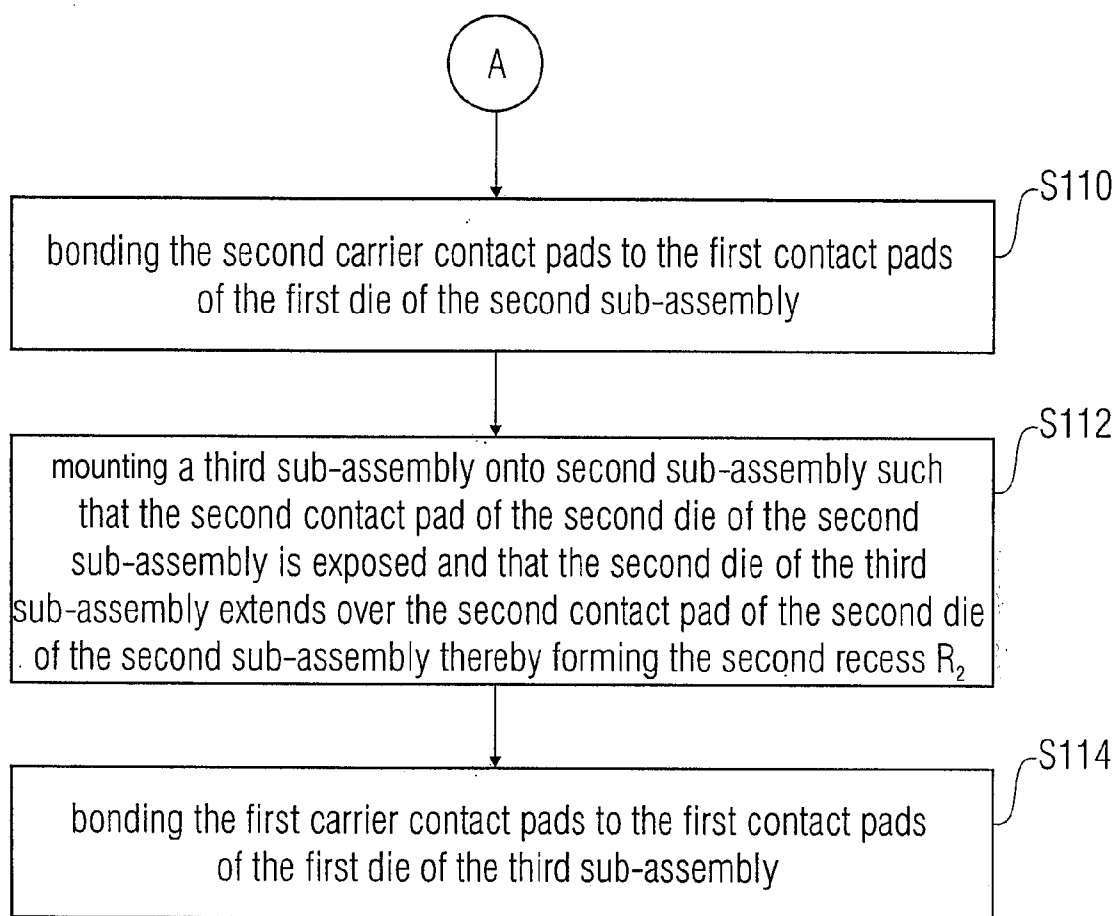 A
S110
bonding the second carrier contact pads to the first contact pads
of the first die of the second sub-assembly
S112
mounting a third sub-assembly onto second sub-assembly such
that the second contact pad of the second die of the second
sub-assembly is exposed and that the second die of the third
sub-assembly extends over the second contact pad of the second die
of the second sub-assembly thereby forming the second recess R₂
S114
bonding the first carrier contact pads to the first contact pads
of the first die of the third sub-assembly